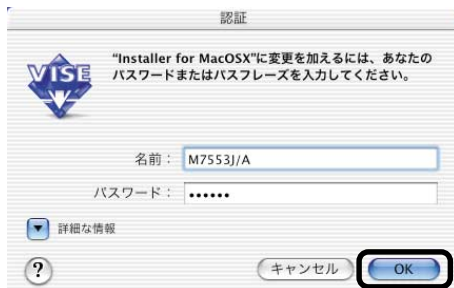 認証
VISE
“Installer for MacOSX”に変更を加えるには、あなたの
パスワードまたはパスフレーズを入力してください。
名前： M7553J/A
パスワード： ••••••
詳細な情報
? キャンセル OK